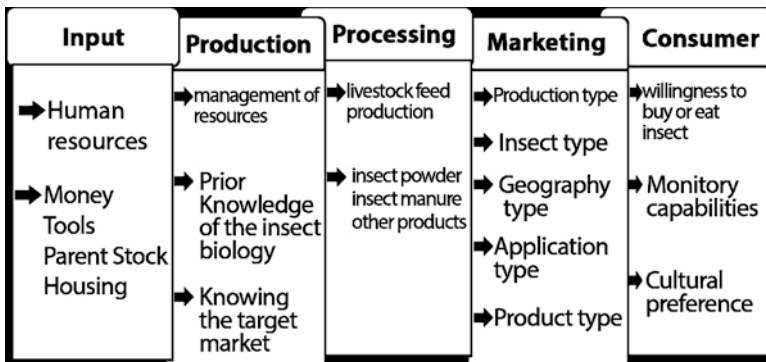 Input
Human
resources
Money
Tools
Parent Stock
Housing
Production
management of
resources
Prior
Knowledge
of the insect
biology
Knowing
the target
market
Processing
livestock feed
production
insect powder
insect manure
other products
Marketing
Production type
Insect type
Geography
type
Application
type
Product type
Consumer
willingness to
buy or eat
insect
Monitory
capabilities
Cultural
preference